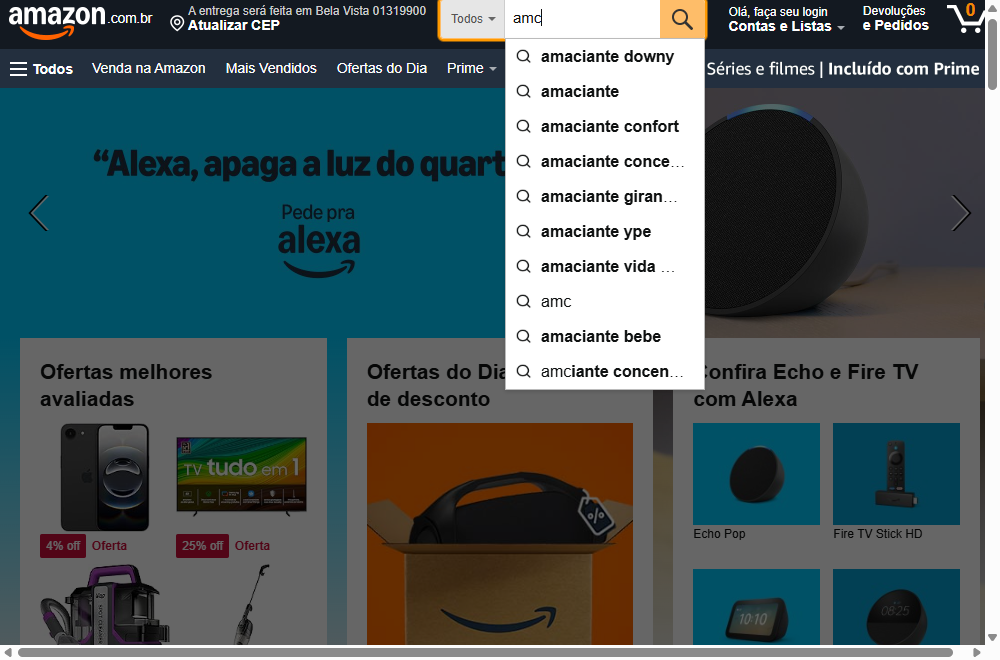 amazon.com.br
A entrega será feita em Bela Vista 01319900
Atualizar CEP
Todos
amc
Olá, faça seu login
Contas e Listas
Devoluções
e Pedidos
0
Todos
Venda na Amazon
Mais Vendidos
Ofertas do Dia
Prime
Séries e filmes | Incluído com Prime
amaciante downy
amaciante
amaciante confort
amaciante conce…
amaciante giran…
amaciante ype
amaciante vida …
amc
amaciante bebe
amciante concen…
“Alexa, apaga a luz do quart
Pede pra
alexa
Ofertas melhores
avaliadas
TV tudo em 1
4% off Oferta
25% off Oferta
Ofertas do Dia
de desconto
%
Confira Echo e Fire TV
com Alexa
Echo Pop
Fire TV Stick HD
10:10
08:25